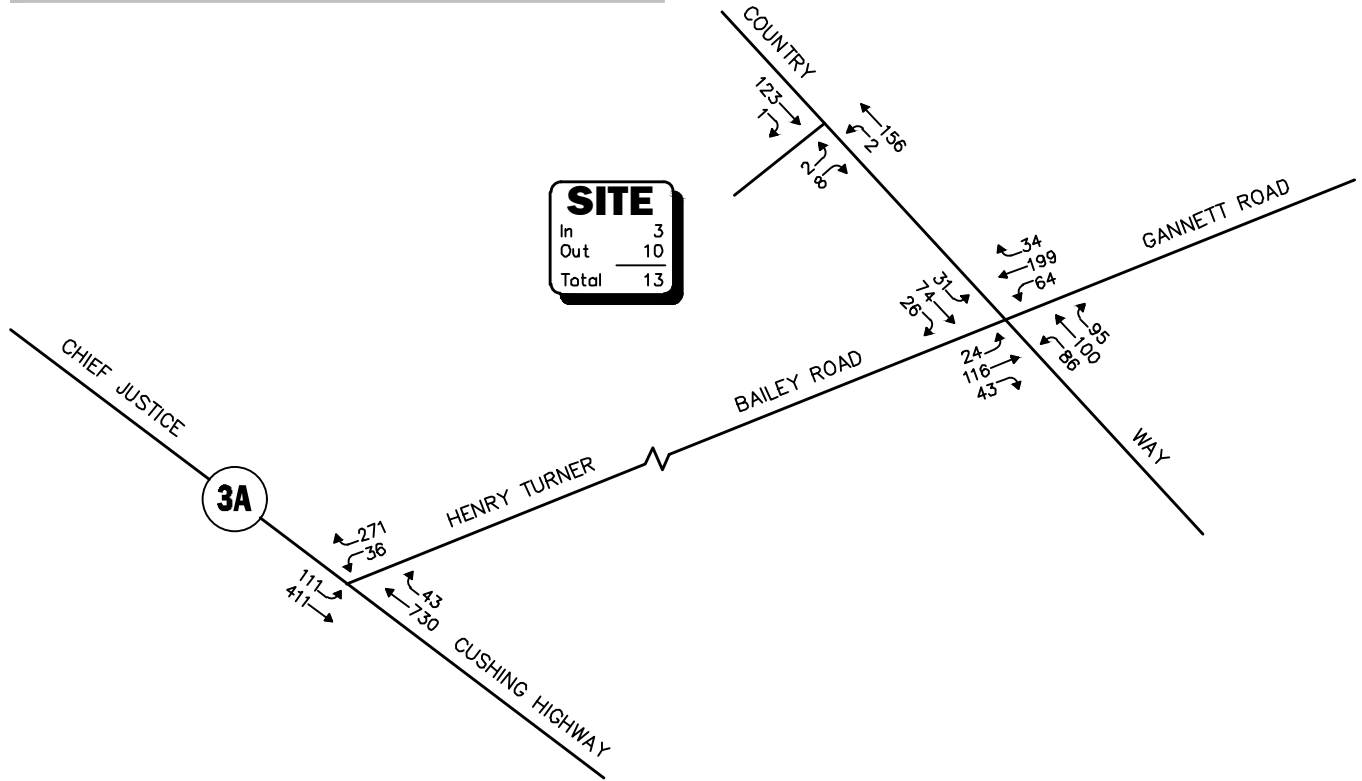 COUNTRY
123
1
156
2
2
8
SITE
In 3
Out 10
Total 13
GANNETT ROAD
34
199
64
31
74
26
95
100
86
24
116
43
BAILEY ROAD
WAY
CHIEF JUSTICE
3A
HENRY TURNER
271
36
111
411
43
730
CUSHING HIGHWAY